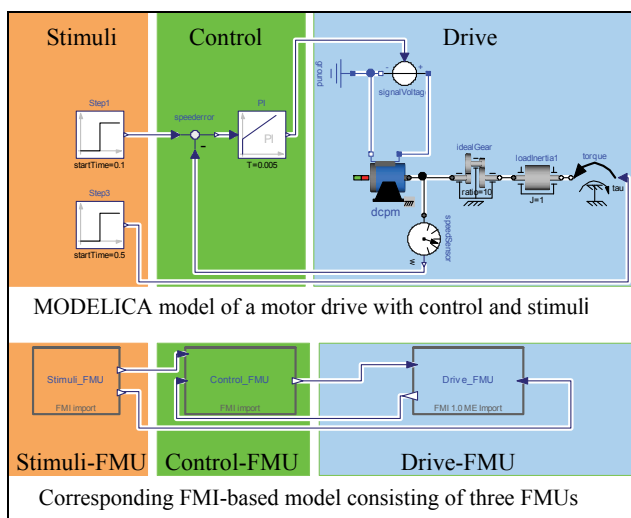 Stimuli Control Drive
Step1
startTime=0.1
speederror
-
PI
PI
T=0.005
ground
- +
signalVoltage
dcpm
speedSensor
w
idealGear
ratio=10
loadInertia1
J=1
torque
tau
Step3
startTime=0.5
MODELICA model of a motor drive with control and stimuli
Stimuli_FMU
FMI import
Control_FMU
FMI import
Drive_FMU
FMI 1.0 ME Import
Stimuli-FMU Control-FMU Drive-FMU
Corresponding FMI-based model consisting of three FMUs